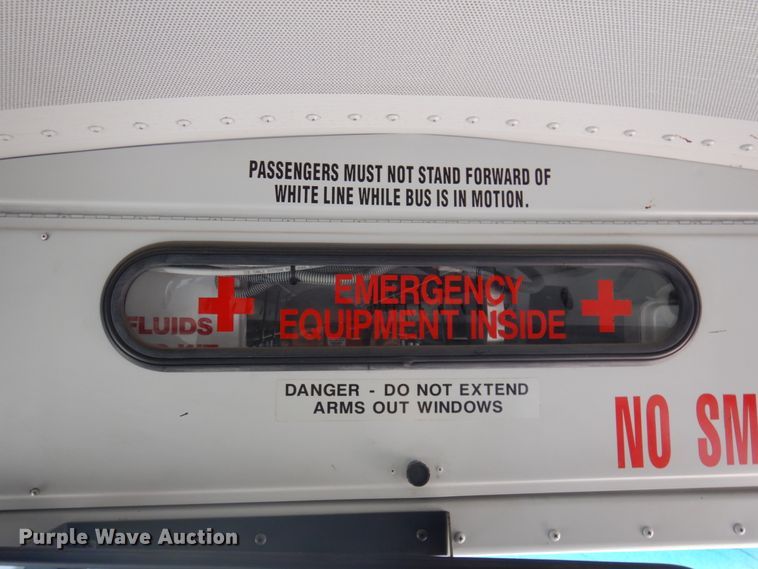 PASSENGERS MUST NOT STAND FORWARD OF
WHITE LINE WHILE BUS IS IN MOTION.
EMERGENCY
EQUIPMENT INSIDE
FLUIDS
DANGER - DO NOT EXTEND
ARMS OUT WINDOWS
NO SM
Purple Wave Auction